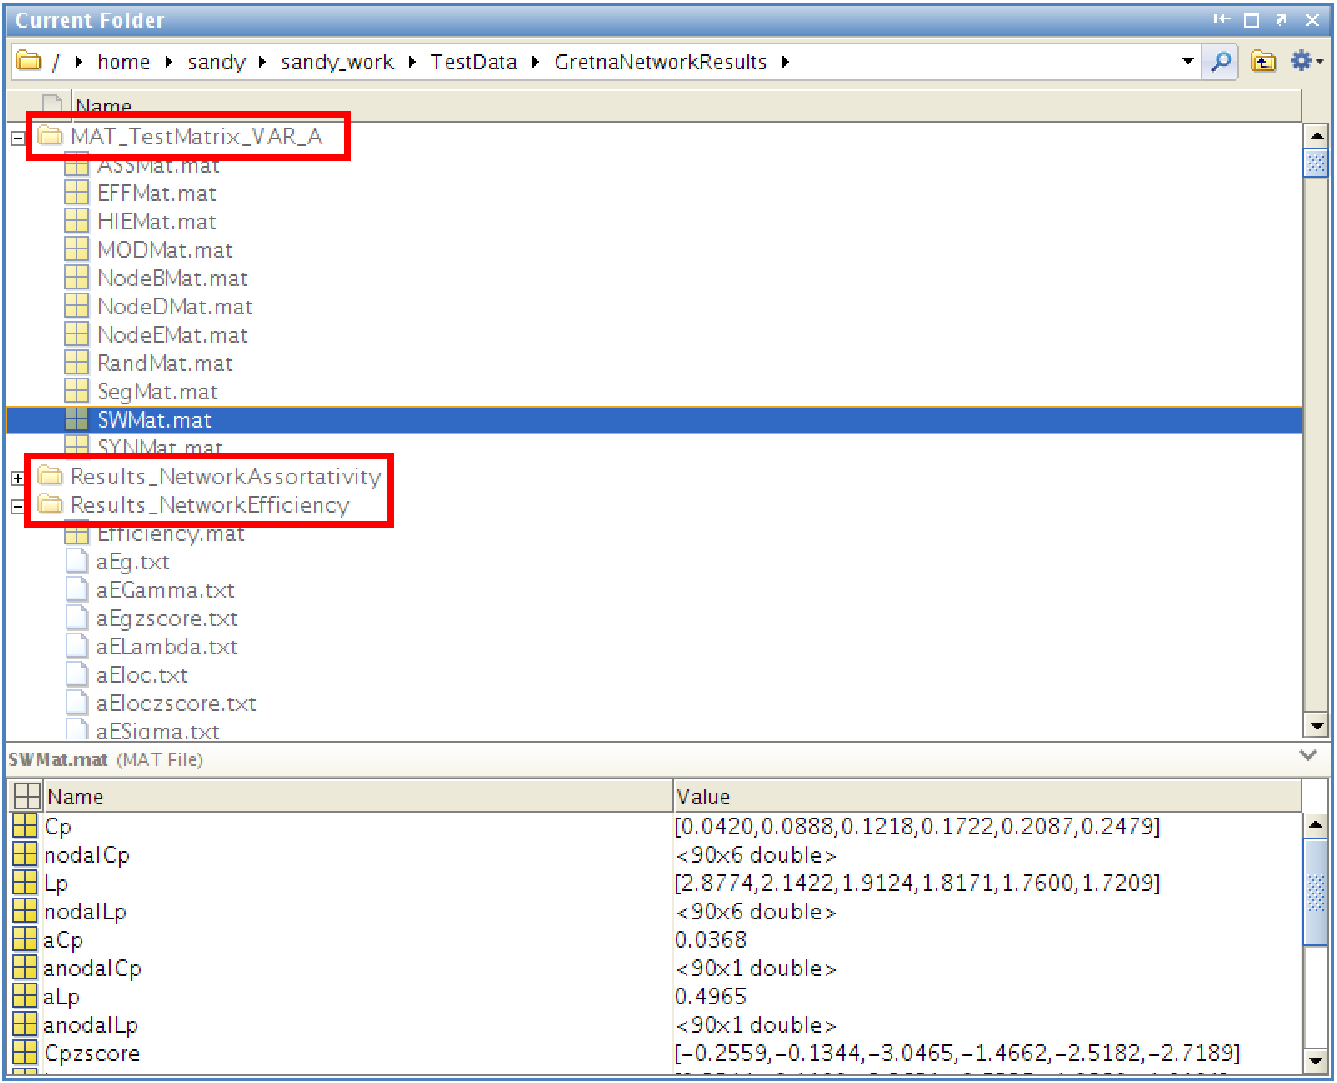 Current Folder
/ home sandy sandy_work TestData GretnaNetworkResults
Name
MAT_TestMatrix_VAR_A
ASSMat.mat
EFFMat.mat
HIEMat.mat
MODMat.mat
NodeBMat.mat
NodeDMat.mat
NodeEMat.mat
RandMat.mat
SegMat.mat
SWMat.mat
SYNMat.mat
Results_NetworkAssortativity
Results_NetworkEfficiency
Efficiency.mat
aEg.txt
aEGamma.txt
aEgzscore.txt
aELambda.txt
aEloc.txt
aEloczscore.txt
aESigma.txt
SWMat.mat (MAT File)
Name Value
Cp [0.0420,0.0888,0.1218,0.1722,0.2087,0.2479]
nodalCp <90x6 double>
Lp [2.8774,2.1422,1.9124,1.8171,1.7600,1.7209]
nodalLp <90x6 double>
aCp 0.0368
anodalCp <90x1 double>
aLp 0.4965
anodalLp <90x1 double>
Cpzscore [-0.2559,-0.1344,-3.0465,-1.4662,-2.5182,-2.7189]